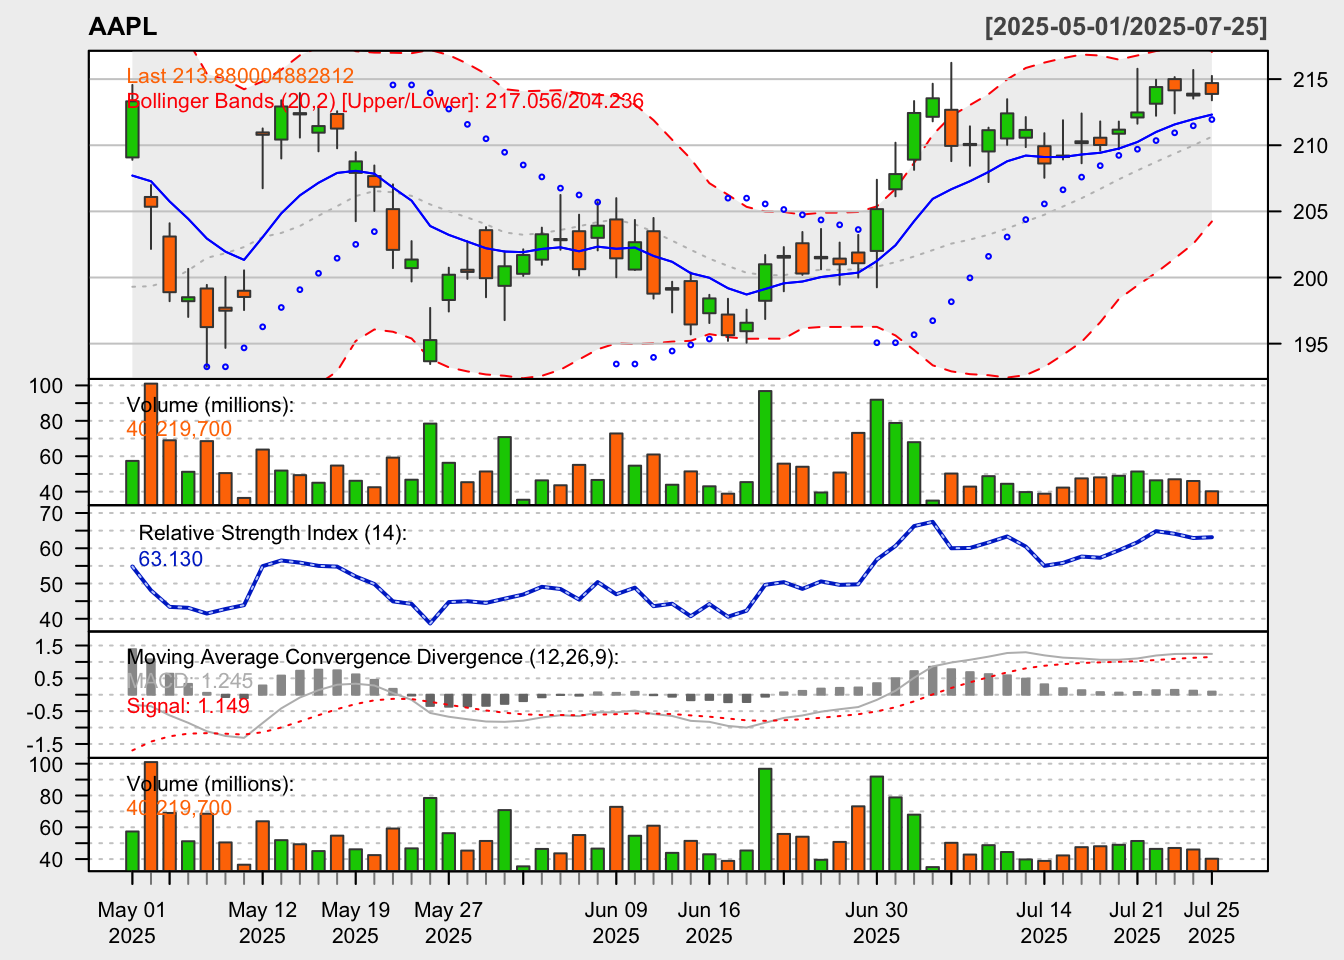 AAPL [2025-05-01/2025-07-25]
Last 213.880004882812
Bollinger Bands (20,2) [Upper/Lower]: 217.056/204.236
215
210
205
200
195
Volume (millions):
40,219,700
100
80
60
40
Relative Strength Index (14):
63.130
70
60
50
40
Moving Average Convergence Divergence (12,26,9):
MACD: 1.245
Signal: 1.149
1.5
0.5
-0.5
-1.5
Volume (millions):
40,219,700
100
80
60
40
May 01 May 12 May 19 May 27 Jun 09 Jun 16 Jun 30 Jul 14 Jul 21 Jul 25
2025 2025 2025 2025 2025 2025 2025 2025 2025 2025